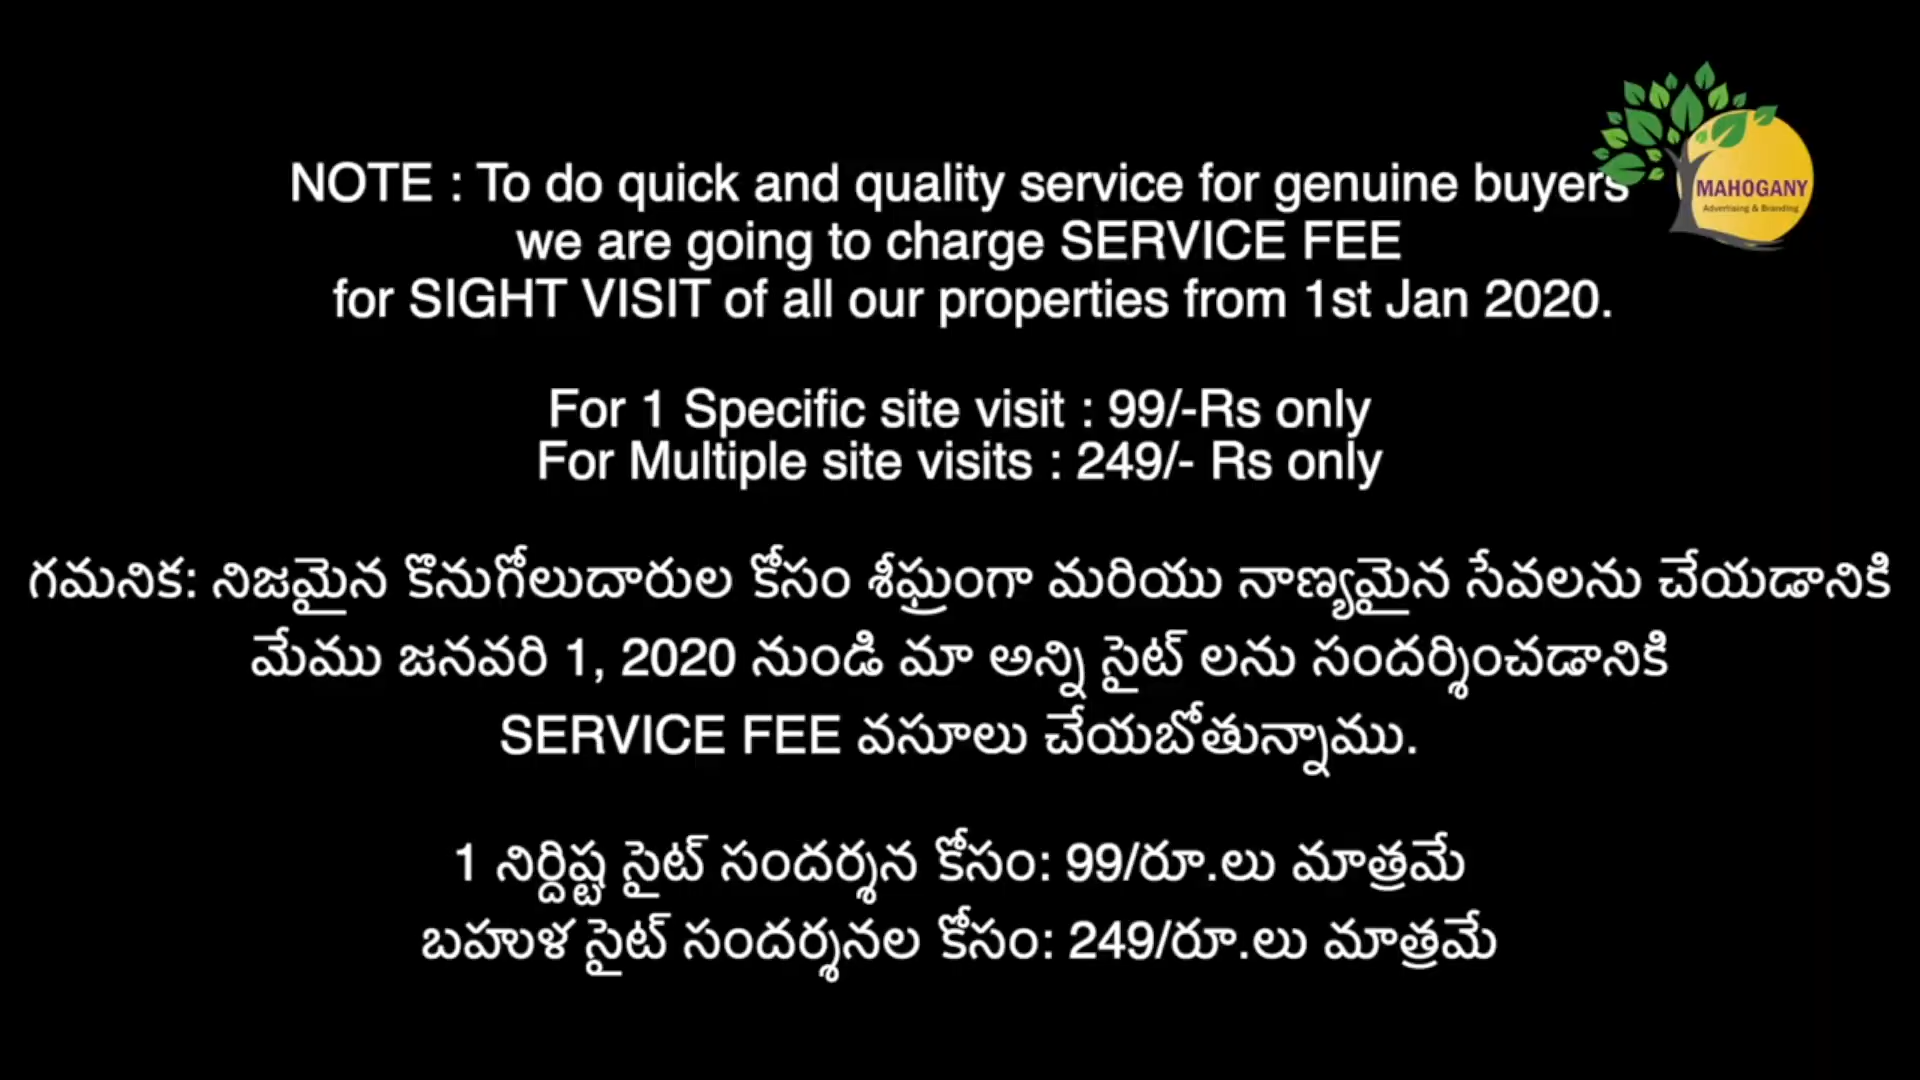 NOTE : To do quick and quality service for genuine buyers
we are going to charge SERVICE FEE
for SIGHT VISIT of all our properties from 1st Jan 2020.
For 1 Specific site visit : 99/-Rs only
For Multiple site visits : 249/- Rs only
గమనిక: నిజమైన కొనుగోలుదారుల కోసం శీఘ్రంగా మరియు నాణ్యమైన సేవలను చేయడానికి
మేము జనవరి 1, 2020 నుండి మా అన్ని సైట్ లను సందర్శించడానికి
SERVICE FEE వసూలు చేయబోతున్నాము.
1 నిర్దిష్ట సైట్ సందర్శన కోసం: 99/రూ.లు మాత్రమే
బహుళ సైట్ సందర్శనల కోసం: 249/రూ.లు మాత్రమే
MAHOGANY
Advertising & Branding